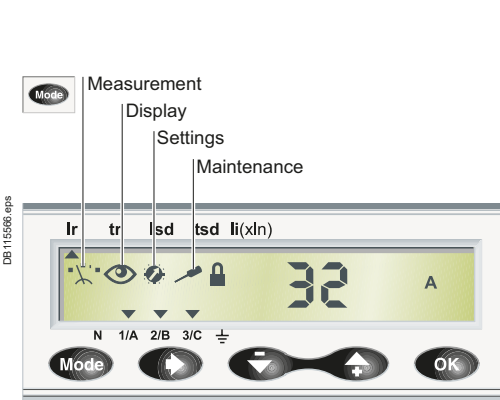 Measurement
Mode
Display
Settings
Maintenance
DB115566.eps
Ir tr Isd tsd Ii(xIn)
32 A
N 1/A 2/B 3/C
Mode - + OK